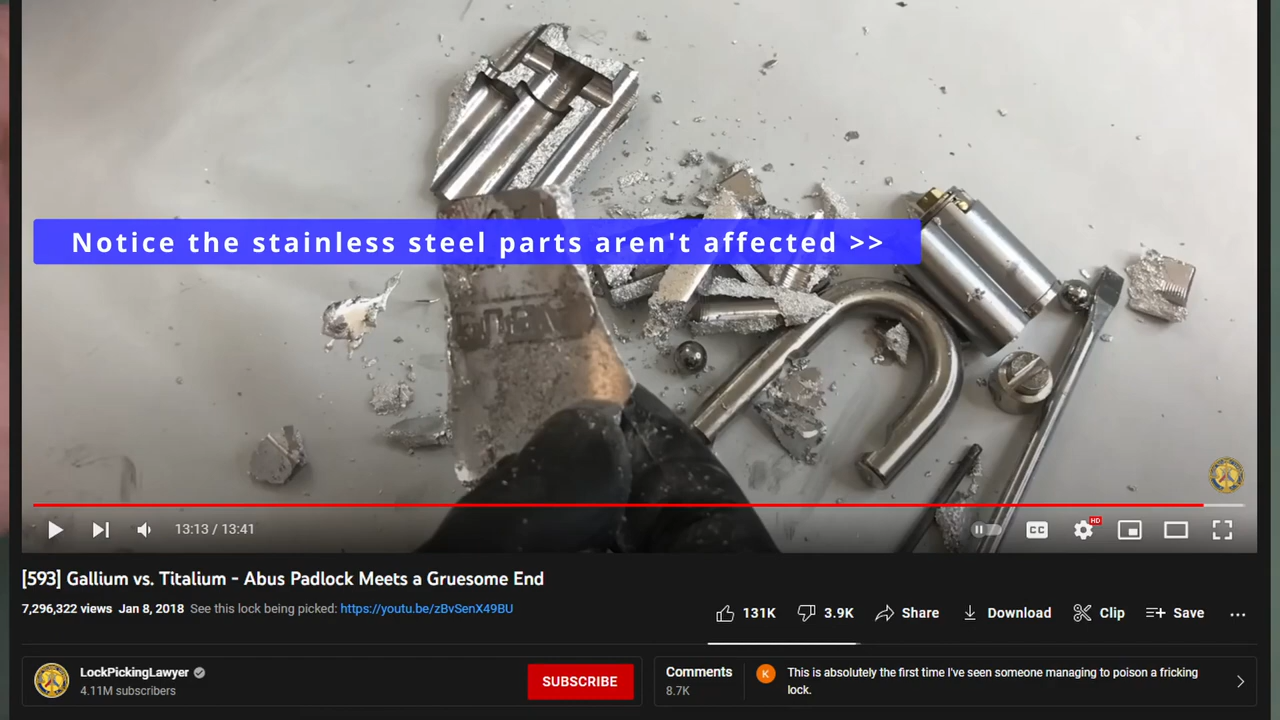 Notice the stainless steel parts aren't affected >>
ABUS
13:13 / 13:41
CC
HD
[593] Gallium vs. Titalium - Abus Padlock Meets a Gruesome End
7,296,322 views Jan 8, 2018 See this lock being picked: https://youtu.be/zBvSenX49BU
131K 3.9K Share Download Clip Save
LockPickingLawyer
4.11M subscribers
SUBSCRIBE
Comments
8.7K
K
This is absolutely the first time I've seen someone managing to poison a fricking
lock.